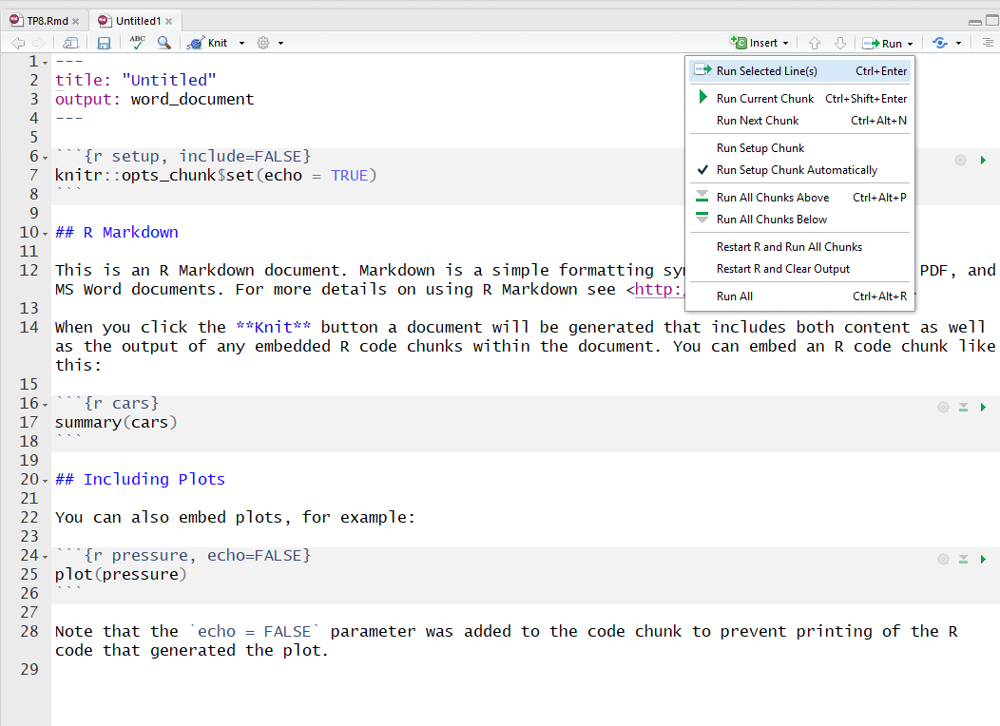 TP8.Rmd × Untitled1 ×
ABC Knit Insert Run
1 ---
2 title: "Untitled"
3 output: word_document
4 ---
5
6 ```{r setup, include=FALSE}
7 knitr::opts_chunk$set(echo = TRUE)
8 ```
9
10 ## R Markdown
11
12 This is an R Markdown document. Markdown is a simple formatting sy PDF, and
MS Word documents. For more details on using R Markdown see <http:/ .
13
14 When you click the **Knit** button a document will be generated that includes both content as well
as the output of any embedded R code chunks within the document. You can embed an R code chunk like
this:
15
16 ```{r cars}
17 summary(cars)
18 ```
19
20 ## Including Plots
21
22 You can also embed plots, for example:
23
24 ```{r pressure, echo=FALSE}
25 plot(pressure)
26 ```
27
28 Note that the `echo = FALSE` parameter was added to the code chunk to prevent printing of the R
code that generated the plot.
29
Run Selected Line(s) Ctrl+Enter
Run Current Chunk Ctrl+Shift+Enter
Run Next Chunk Ctrl+Alt+N
Run Setup Chunk
Run Setup Chunk Automatically
Run All Chunks Above Ctrl+Alt+P
Run All Chunks Below
Restart R and Run All Chunks
Restart R and Clear Output
Run All Ctrl+Alt+R